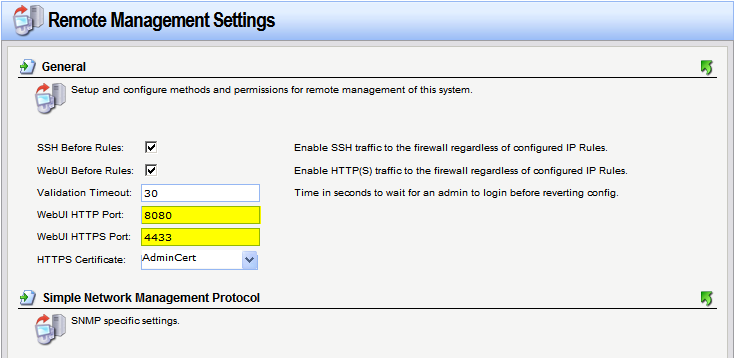 Remote Management Settings
General
Setup and configure methods and permissions for remote management of this system.
SSH Before Rules: Enable SSH traffic to the firewall regardless of configured IP Rules.
WebUI Before Rules: Enable HTTP(S) traffic to the firewall regardless of configured IP Rules.
Validation Timeout: 30 Time in seconds to wait for an admin to login before reverting config.
WebUI HTTP Port: 8080
WebUI HTTPS Port: 4433
HTTPS Certificate: AdminCert
Simple Network Management Protocol
SNMP specific settings.